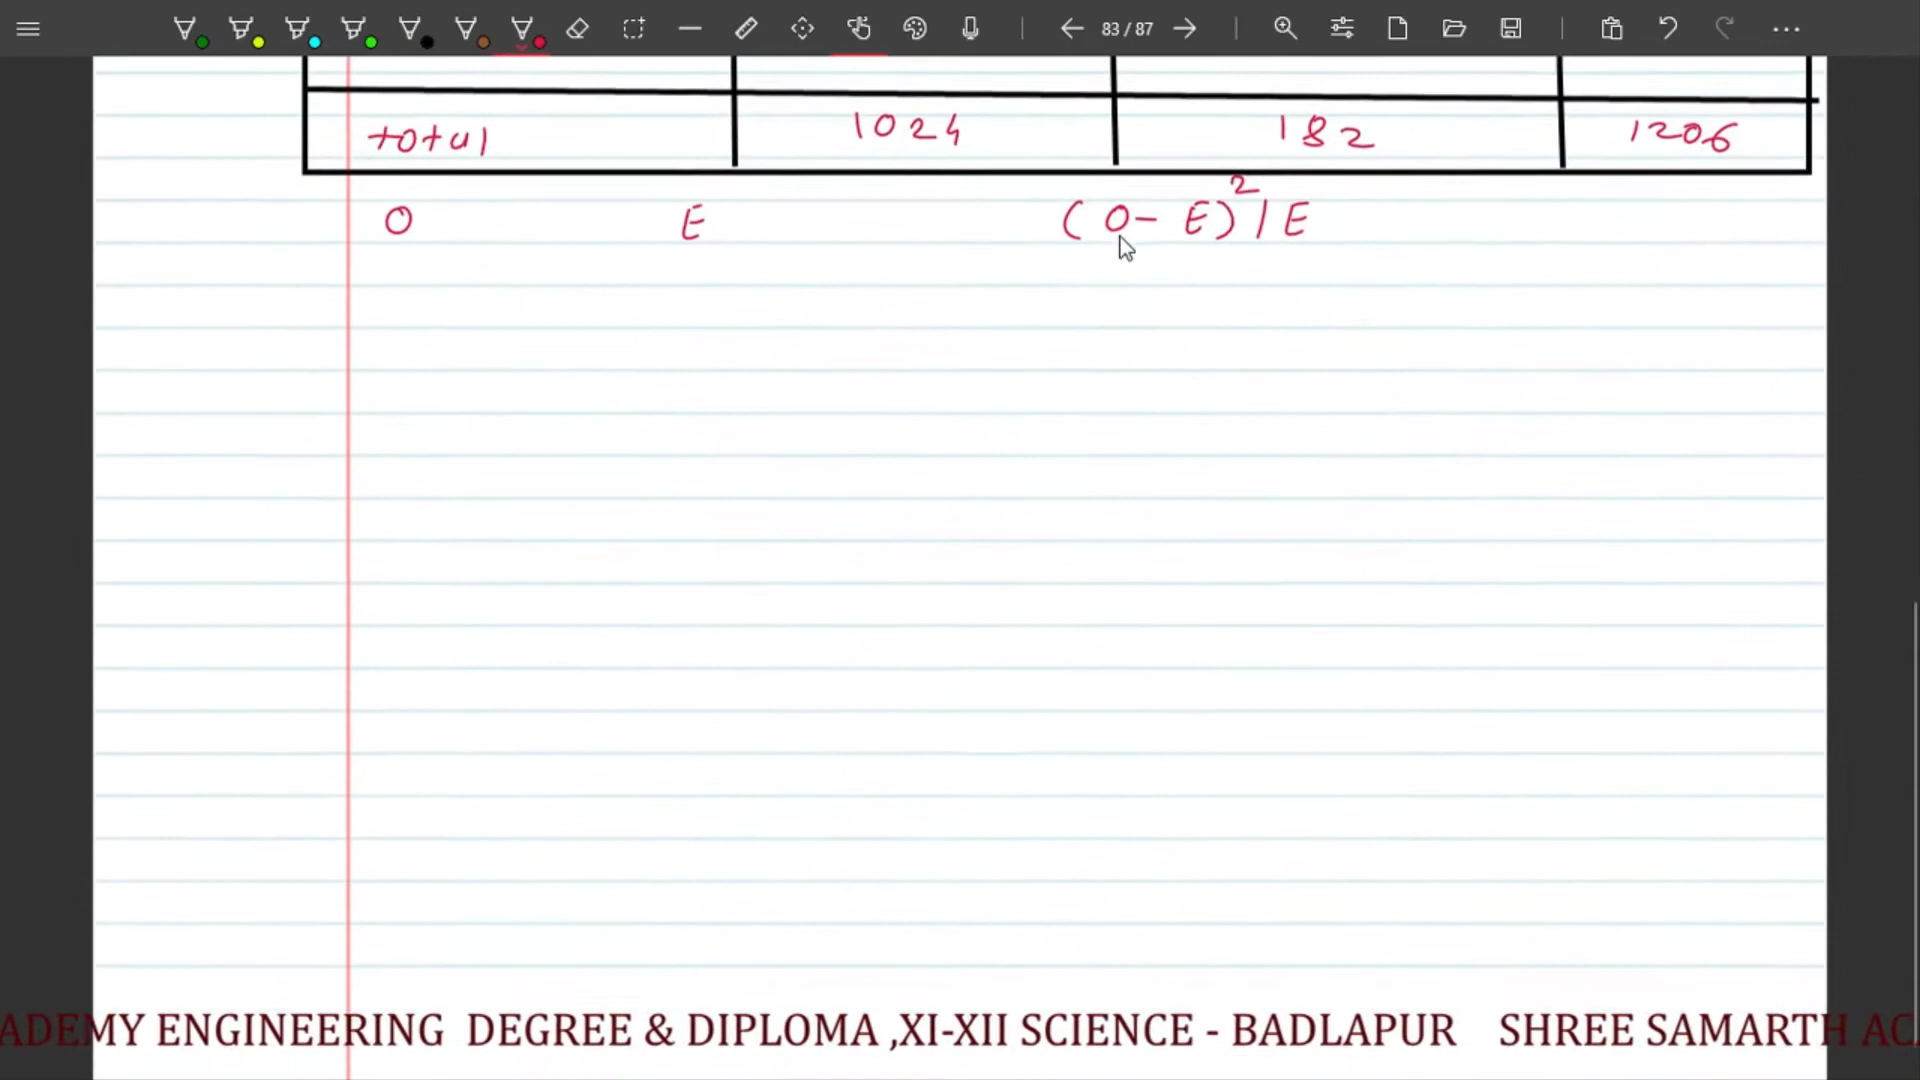 83 / 87
total 1024 182 1206
O E (O - E)² / E
ADEMY ENGINEERING DEGREE & DIPLOMA ,XI-XII SCIENCE - BADLAPUR SHREE SAMARTH AC